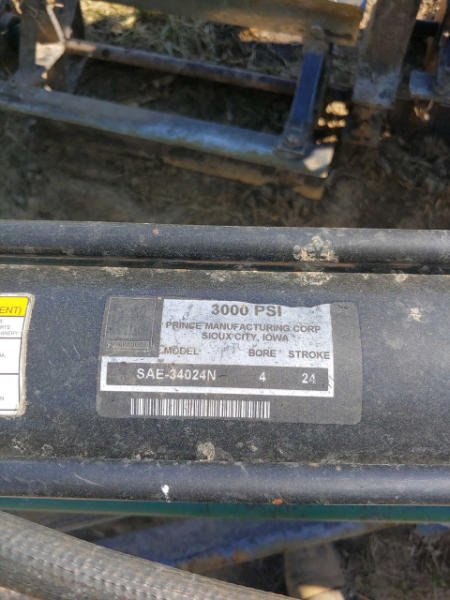 3000 PSI
PRINCE MANUFACTURING CORP
SIOUX CITY, IOWA
MODEL BORE STROKE
SAE-34024N 4 24